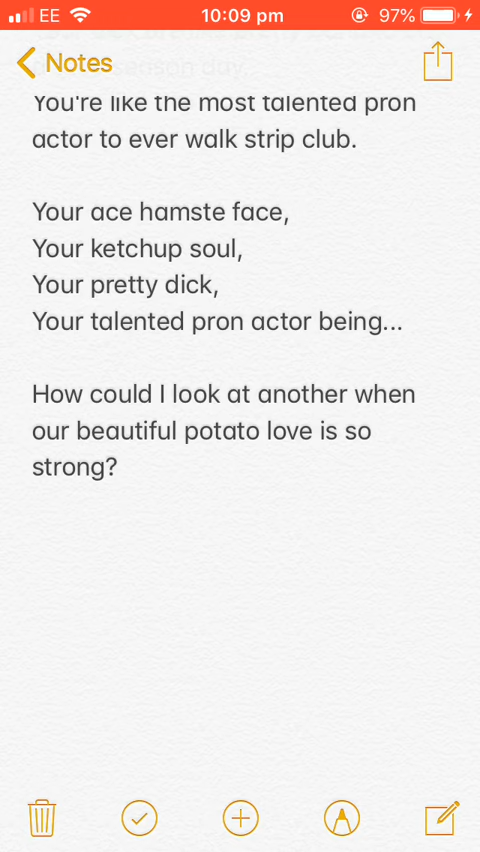 EE 10:09 pm 97%
Notes
season day,
You're like the most talented pron
actor to ever walk strip club.
Your ace hamste face,
Your ketchup soul,
Your pretty dick,
Your talented pron actor being...
How could I look at another when
our beautiful potato love is so
strong?